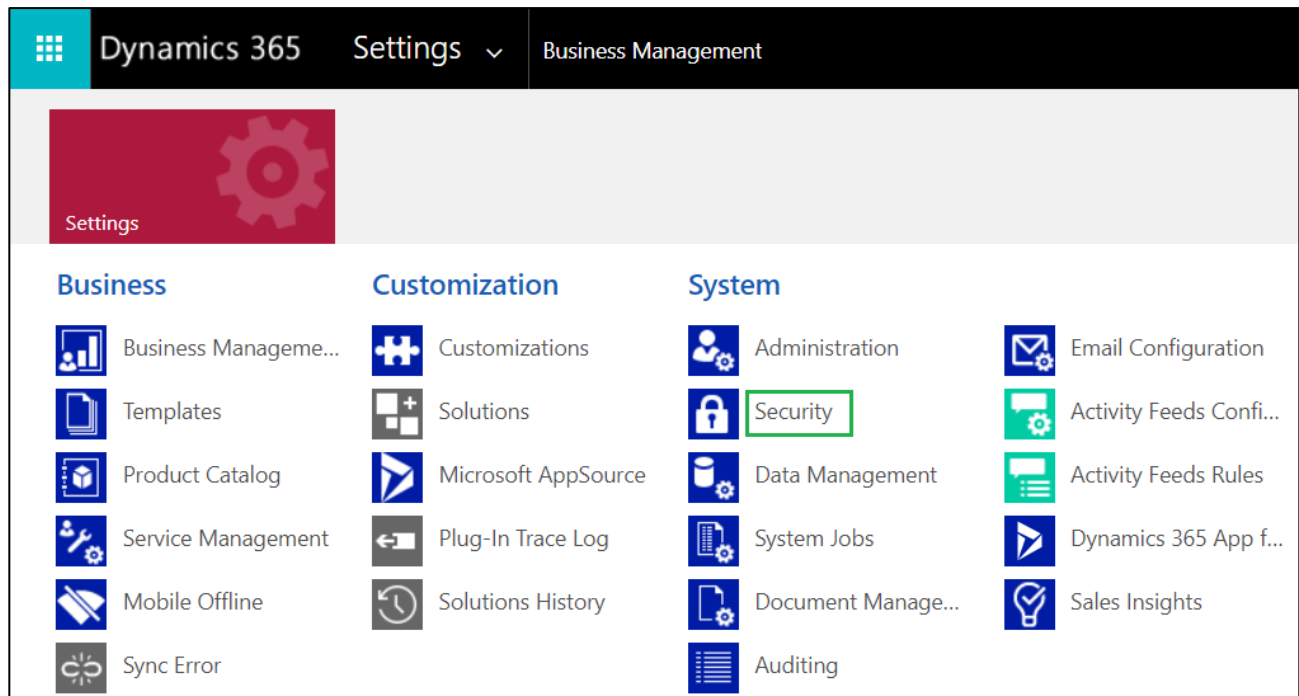 Dynamics 365 Settings Business Management
Settings
Business
Business Manageme...
Templates
Product Catalog
Service Management
Mobile Offline
Sync Error
Customization
Customizations
Solutions
Microsoft AppSource
Plug-In Trace Log
Solutions History
System
Administration
Security
Data Management
System Jobs
Document Manage...
Auditing
Email Configuration
Activity Feeds Confi...
Activity Feeds Rules
Dynamics 365 App f...
Sales Insights